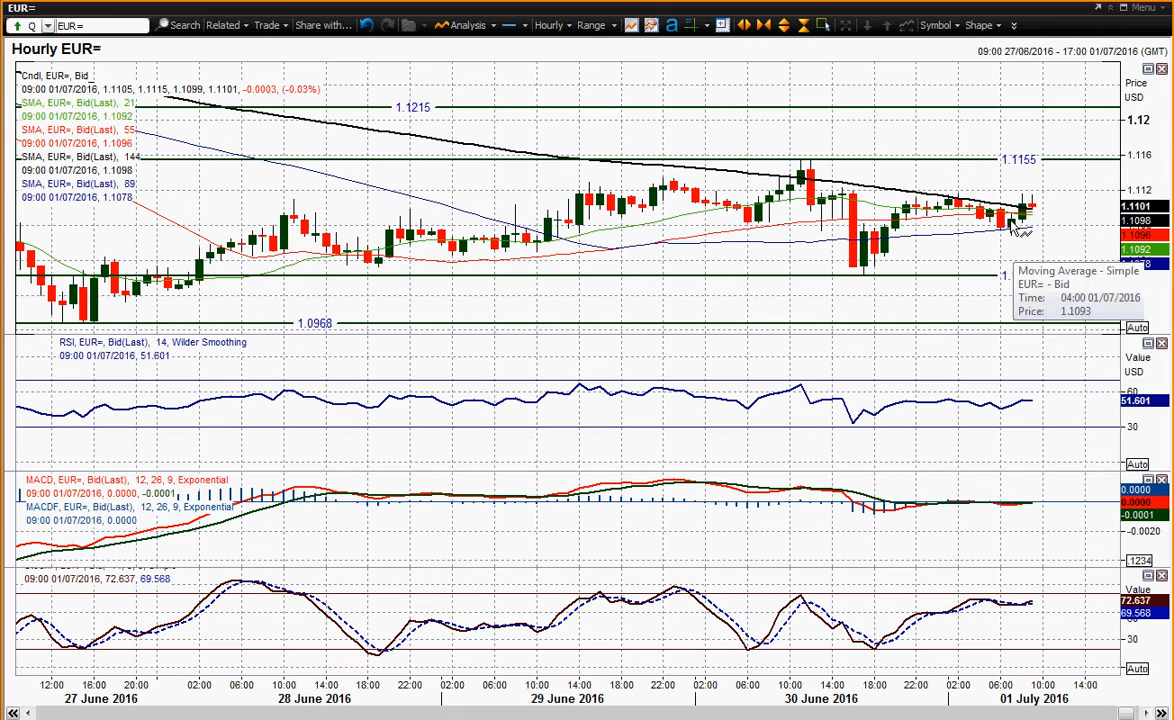 EUR=
Menu
Q EUR=
Search Related Trade Share with... Analysis Hourly Range a Symbol Shape
Hourly EUR=
09:00 27/06/2016 - 17:00 01/07/2016 (GMT)
Cndl, EUR=, Bid
09:00 01/07/2016, 1.1105, 1.1115, 1.1099, 1.1101, -0.0003, (-0.03%)
SMA, EUR=, Bid(Last), 21
09:00 01/07/2016, 1.1092
SMA, EUR=, Bid(Last), 55
09:00 01/07/2016, 1.1096
SMA, EUR=, Bid(Last), 144
09:00 01/07/2016, 1.1098
SMA, EUR=, Bid(Last), 89
09:00 01/07/2016, 1.1078
1.1215
1.1155
1.0968
Price
USD
1.12
1.116
1.112
1.1101
1.1098
1.1096
1.1092
Auto
Moving Average - Simple
EUR= - Bid
Time: 04:00 01/07/2016
Price: 1.1093
RSI, EUR=, Bid(Last), 14, Wilder Smoothing
09:00 01/07/2016, 51.601
Value
USD
60
51.601
30
Auto
MACD, EUR=, Bid(Last), 12, 26, 9, Exponential
09:00 01/07/2016, 0.0000, -0.0001
MACDF, EUR=, Bid(Last), 12, 26, 9, Exponential
09:00 01/07/2016, 0.0000
0.0000
0.0000
-0.0001
-0.0020
.1234
09:00 01/07/2016, 72.637, 69.568
Value
72.637
69.568
30
Auto
12:00 16:00 20:00 02:00 06:00 10:00 14:00 18:00 22:00 02:00 06:00 10:00 14:00 18:00 22:00 02:00 06:00 10:00 14:00 18:00 22:00 02:00 06:00 10:00 14:00
27 June 2016 28 June 2016 29 June 2016 30 June 2016 01 July 2016